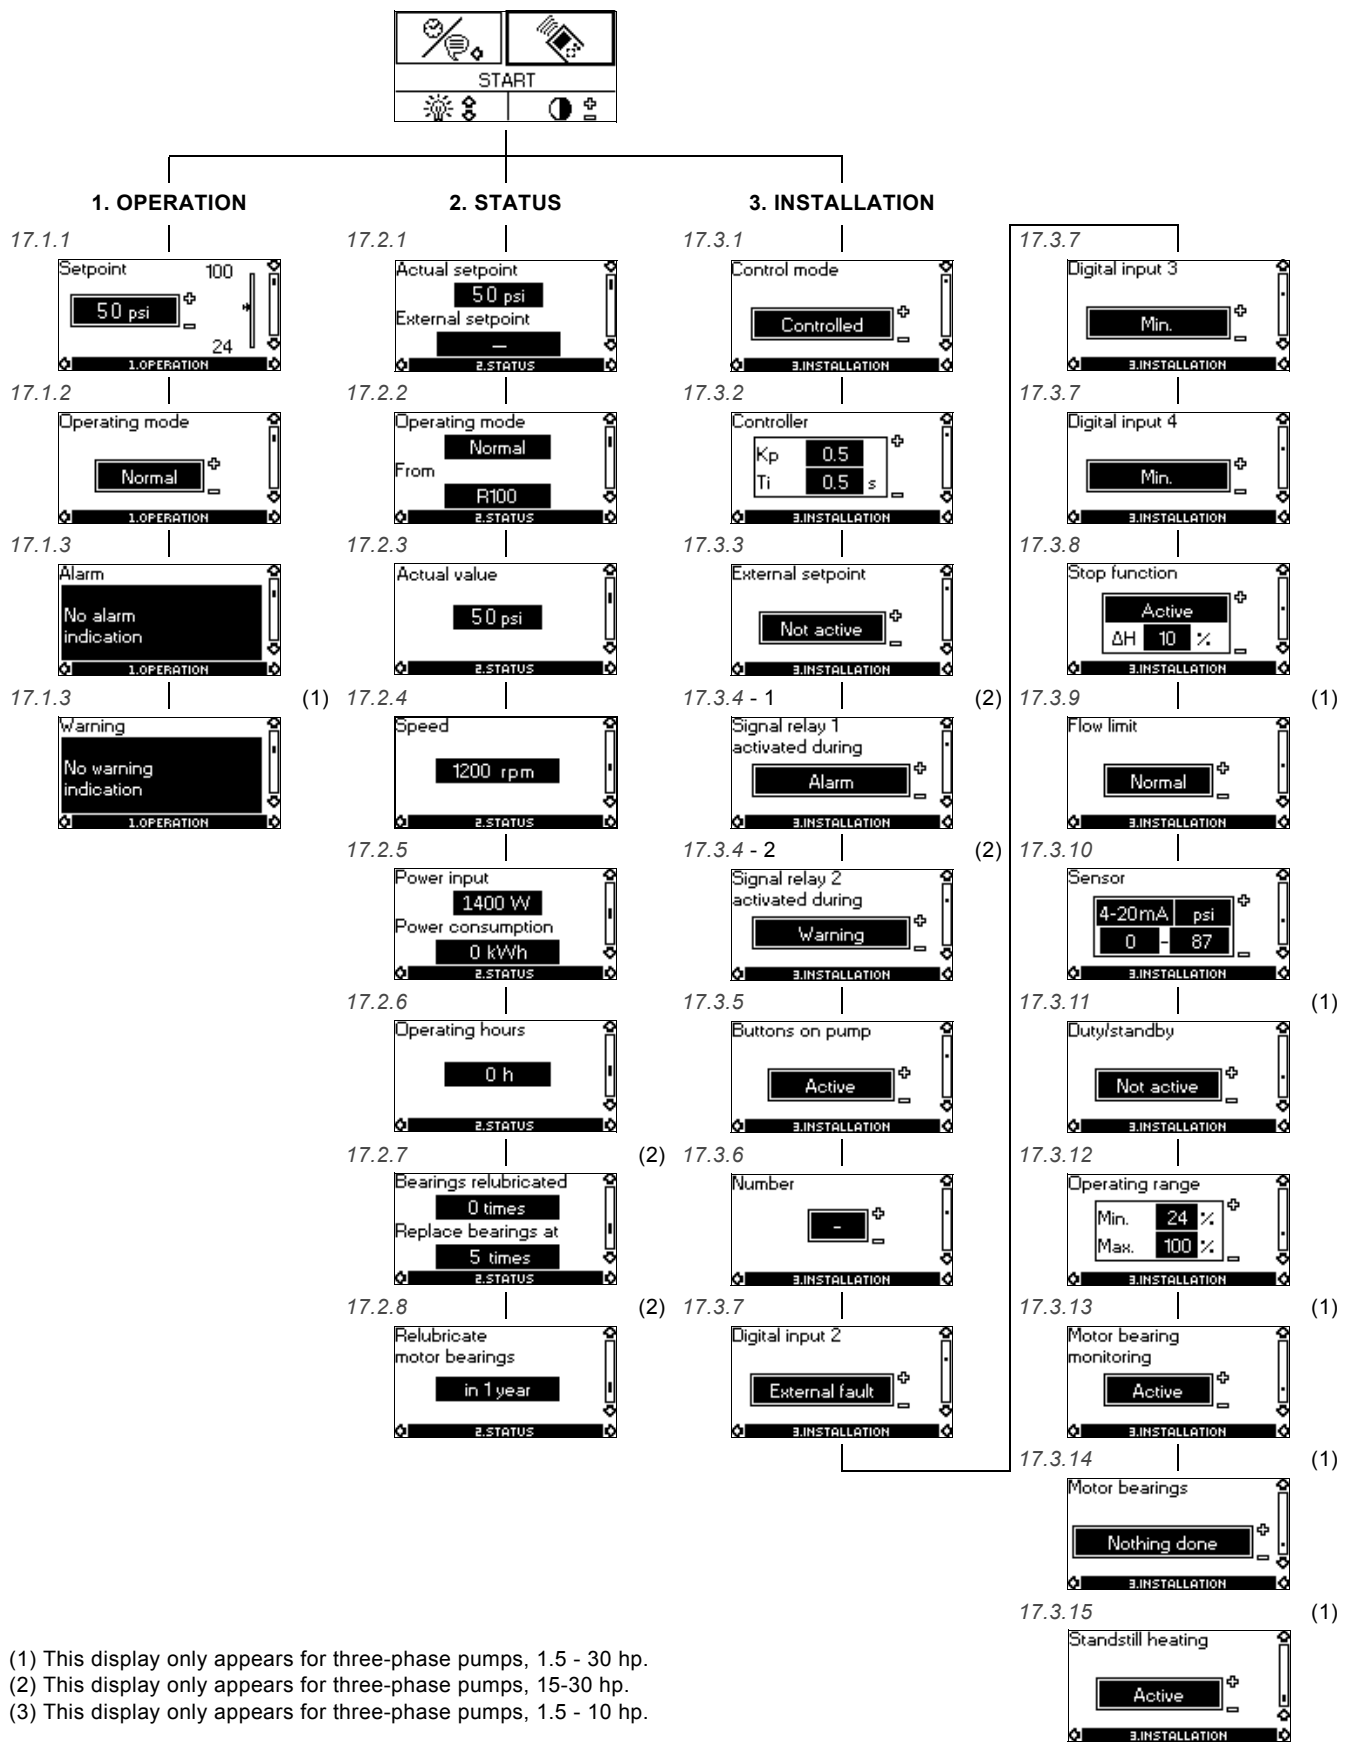 START
1. OPERATION
17.1.1
Setpoint
100
50 psi
24
1.OPERATION
17.1.2
Operating mode
Normal
1.OPERATION
17.1.3
Alarm
No alarm
indication
1.OPERATION
17.1.3
(1)
Warning
No warning
indication
1.OPERATION
2. STATUS
17.2.1
Actual setpoint
50 psi
External setpoint
—
2.STATUS
17.2.2
Operating mode
Normal
From
R100
2.STATUS
17.2.3
Actual value
50 psi
2.STATUS
17.2.4
Speed
1200 rpm
2.STATUS
17.2.5
Power input
1400 W
Power consumption
0 kWh
2.STATUS
17.2.6
Operating hours
0 h
2.STATUS
17.2.7
(2)
Bearings relubricated
0 times
Replace bearings at
5 times
2.STATUS
17.2.8
(2)
Relubricate
motor bearings
in 1 year
2.STATUS
3. INSTALLATION
17.3.1
Control mode
Controlled
3.INSTALLATION
17.3.2
Controller
Kp 0.5
Ti 0.5 s
3.INSTALLATION
17.3.3
External setpoint
Not active
3.INSTALLATION
17.3.4 - 1
(2)
Signal relay 1
activated during
Alarm
3.INSTALLATION
17.3.4 - 2
(2)
Signal relay 2
activated during
Warning
3.INSTALLATION
17.3.5
Buttons on pump
Active
3.INSTALLATION
17.3.6
Number
-
3.INSTALLATION
17.3.7
Digital input 2
External fault
3.INSTALLATION
17.3.7
Digital input 3
Min.
3.INSTALLATION
17.3.7
Digital input 4
Min.
3.INSTALLATION
17.3.8
Stop function
Active
ΔH 10 %
3.INSTALLATION
17.3.9
(1)
Flow limit
Normal
3.INSTALLATION
17.3.10
Sensor
4-20mA psi
0 - 87
3.INSTALLATION
17.3.11
(1)
Duty/standby
Not active
3.INSTALLATION
17.3.12
Operating range
Min. 24 %
Max. 100 %
3.INSTALLATION
17.3.13
(1)
Motor bearing
monitoring
Active
3.INSTALLATION
17.3.14
(1)
Motor bearings
Nothing done
3.INSTALLATION
17.3.15
(1)
Standstill heating
Active
3.INSTALLATION
(1) This display only appears for three-phase pumps, 1.5 - 30 hp.
(2) This display only appears for three-phase pumps, 15-30 hp.
(3) This display only appears for three-phase pumps, 1.5 - 10 hp.